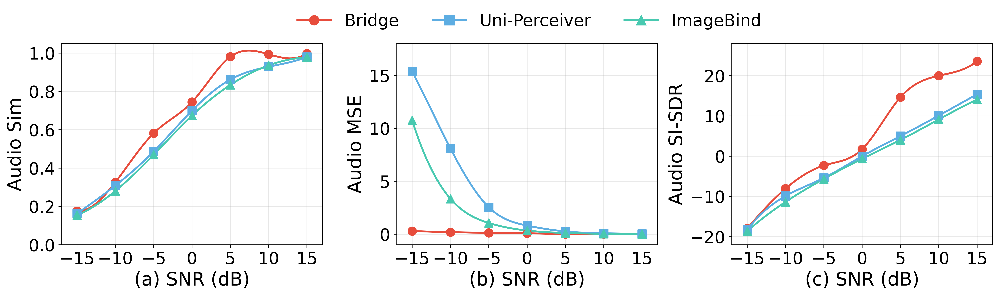 Bridge Uni-Perceiver ImageBind
Audio Sim
1.0
0.8
0.6
0.4
0.2
0.0
−15 −10 −5 0 5 10 15
(a) SNR (dB)
Audio MSE
15
10
5
0
−15 −10 −5 0 5 10 15
(b) SNR (dB)
Audio SI-SDR
20
10
0
−10
−20
−15 −10 −5 0 5 10 15
(c) SNR (dB)